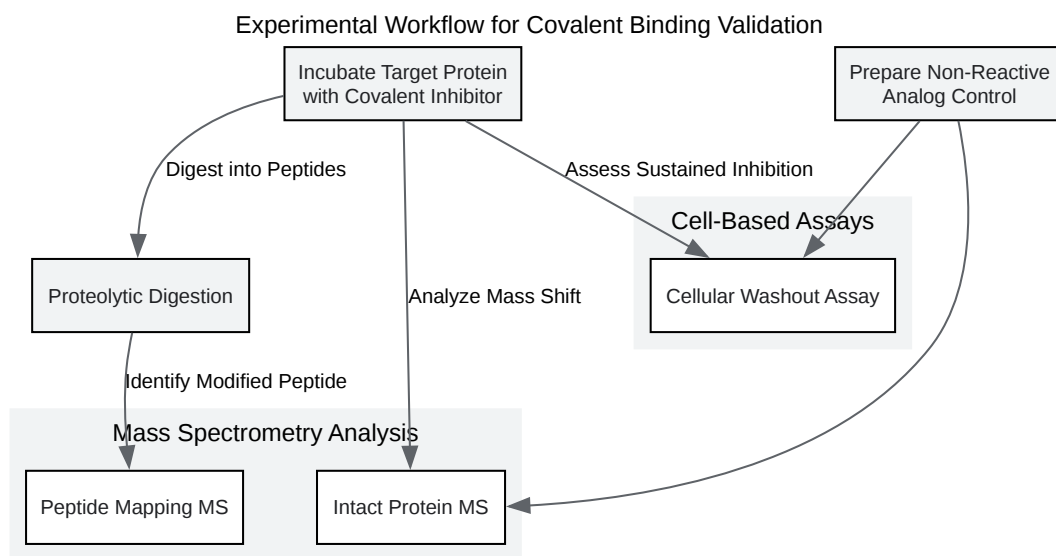 Experimental Workflow for Covalent Binding Validation
Incubate Target Protein
with Covalent Inhibitor
Prepare Non-Reactive
Analog Control
Digest into Peptides
Assess Sustained Inhibition
Cell-Based Assays
Proteolytic Digestion
Analyze Mass Shift
Cellular Washout Assay
Identify Modified Peptide
Mass Spectrometry Analysis
Peptide Mapping MS
Intact Protein MS